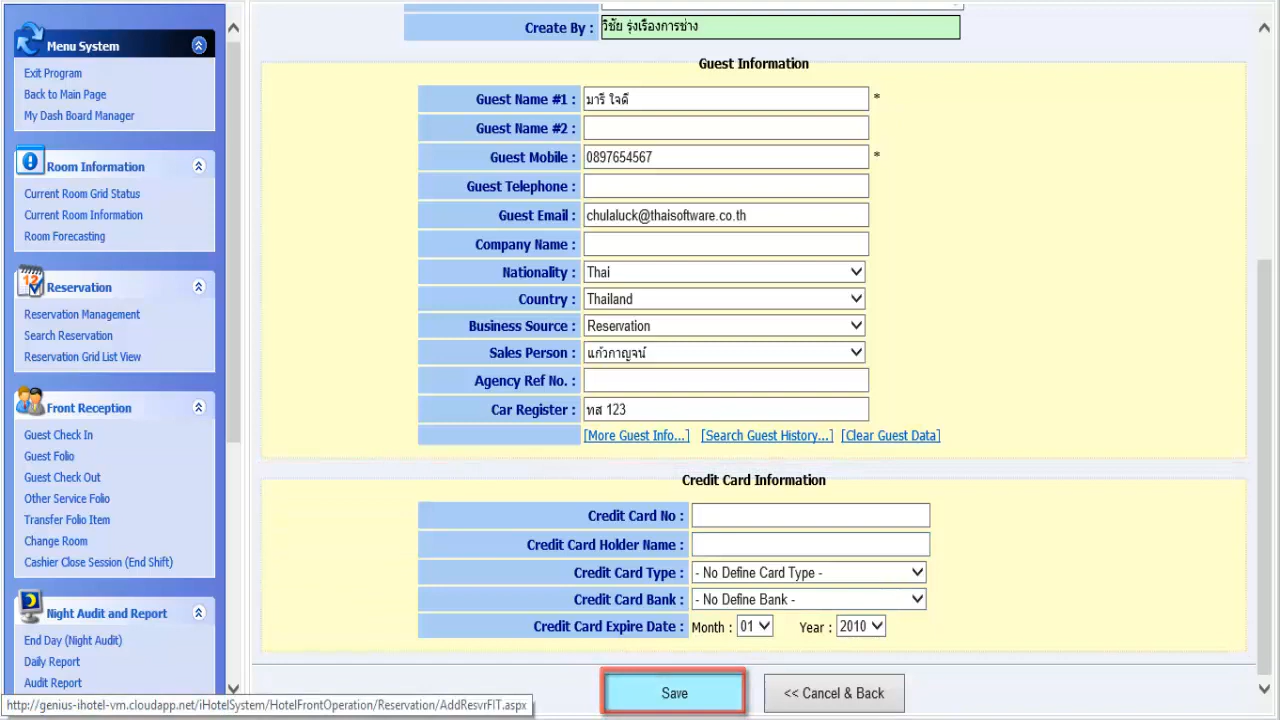 Menu System
Exit Program
Back to Main Page
My Dash Board Manager
Room Information
Current Room Grid Status
Current Room Information
Room Forecasting
Reservation
Reservation Management
Search Reservation
Reservation Grid List View
Front Reception
Guest Check In
Guest Folio
Guest Check Out
Other Service Folio
Transfer Folio Item
Change Room
Cashier Close Session (End Shift)
Night Audit and Report
End Day (Night Audit)
Daily Report
Audit Report
Create By : วิชัย รุ่งเรืองการช่าง
Guest Information
Guest Name #1 : มารี ใจดี *
Guest Name #2 :
Guest Mobile : 0897654567 *
Guest Telephone :
Guest Email : chulaluck@thaisoftware.co.th
Company Name :
Nationality : Thai
Country : Thailand
Business Source : Reservation
Sales Person : แก้วกาญจน์
Agency Ref No. :
Car Register : ทส 123
[More Guest Info...] [Search Guest History...] [Clear Guest Data]
Credit Card Information
Credit Card No :
Credit Card Holder Name :
Credit Card Type : - No Define Card Type -
Credit Card Bank : - No Define Bank -
Credit Card Expire Date : Month : 01 Year : 2010
Save << Cancel & Back
http://genius-ihotel-vm.cloudapp.net/iHotelSystem/HotelFrontOperation/Reservation/AddResvrFIT.aspx